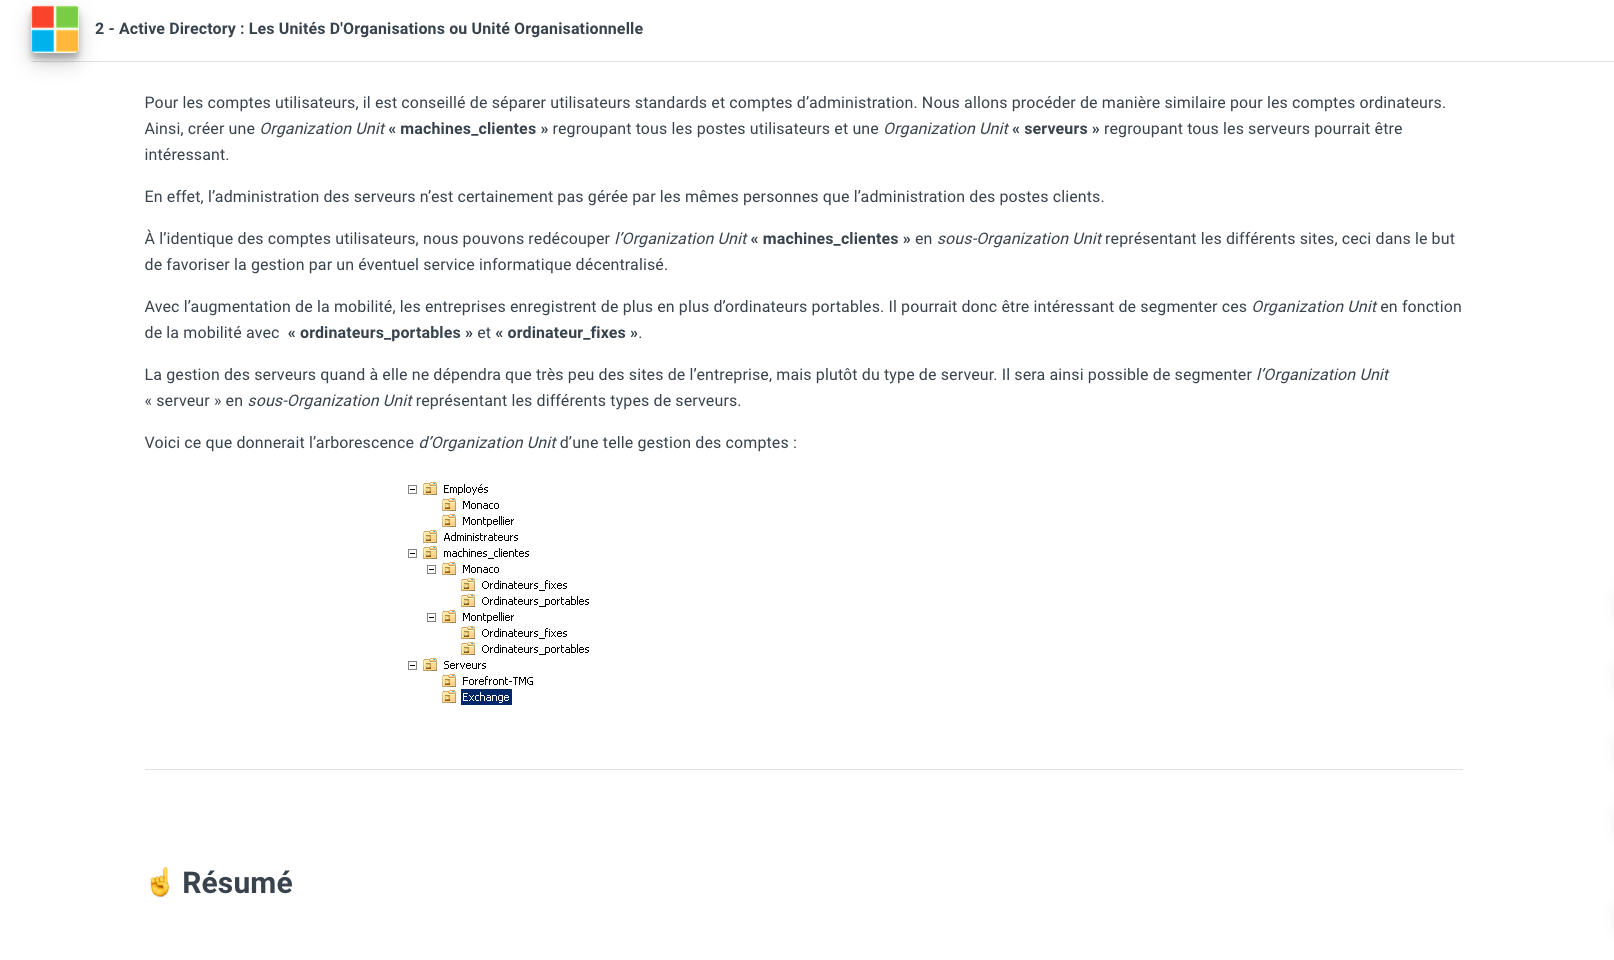 2 - Active Directory : Les Unités D'Organisations ou Unité Organisationnelle
Pour les comptes utilisateurs, il est conseillé de séparer utilisateurs standards et comptes d’administration. Nous allons procéder de manière similaire pour les comptes ordinateurs.
Ainsi, créer une Organization Unit « machines_clientes » regroupant tous les postes utilisateurs et une Organization Unit « serveurs » regroupant tous les serveurs pourrait être
intéressant.
En effet, l’administration des serveurs n’est certainement pas gérée par les mêmes personnes que l’administration des postes clients.
À l’identique des comptes utilisateurs, nous pouvons redécouper l’Organization Unit « machines_clientes » en sous-Organization Unit représentant les différents sites, ceci dans le but
de favoriser la gestion par un éventuel service informatique décentralisé.
Avec l’augmentation de la mobilité, les entreprises enregistrent de plus en plus d’ordinateurs portables. Il pourrait donc être intéressant de segmenter ces Organization Unit en fonction
de la mobilité avec « ordinateurs_portables » et « ordinateur_fixes ».
La gestion des serveurs quand à elle ne dépendra que très peu des sites de l’entreprise, mais plutôt du type de serveur. Il sera ainsi possible de segmenter l’Organization Unit
« serveur » en sous-Organization Unit représentant les différents types de serveurs.
Voici ce que donnerait l’arborescence d’Organization Unit d’une telle gestion des comptes :
Employés
Monaco
Montpellier
Administrateurs
machines_clientes
Monaco
Ordinateurs_fixes
Ordinateurs_portables
Montpellier
Ordinateurs_fixes
Ordinateurs_portables
Serveurs
Forefront-TMG
Exchange
☝️ Résumé